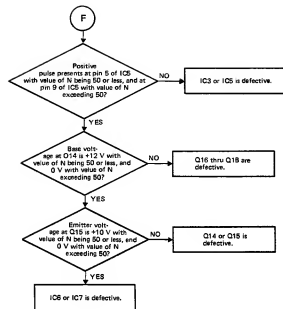 F
Positive
pulse presents at pin 5 of IC5
with value of N being 50 or less, and at
pin 9 of IC5 with value of N
exceeding 50?
NO
IC3 or IC5 is defective.
YES
Base volt-
age at Q14 is +12 V with
value of N being 50 or less, and
0 V with value of N
exceeding 50?
NO
Q16 thru Q18 are
defective.
YES
Emitter volt-
age at Q15 is +10 V with
value of N being 50 or less, and
0 V with value of N
exceeding 50?
NO
Q14 or Q15 is
defective.
YES
IC6 or IC7 is defective.